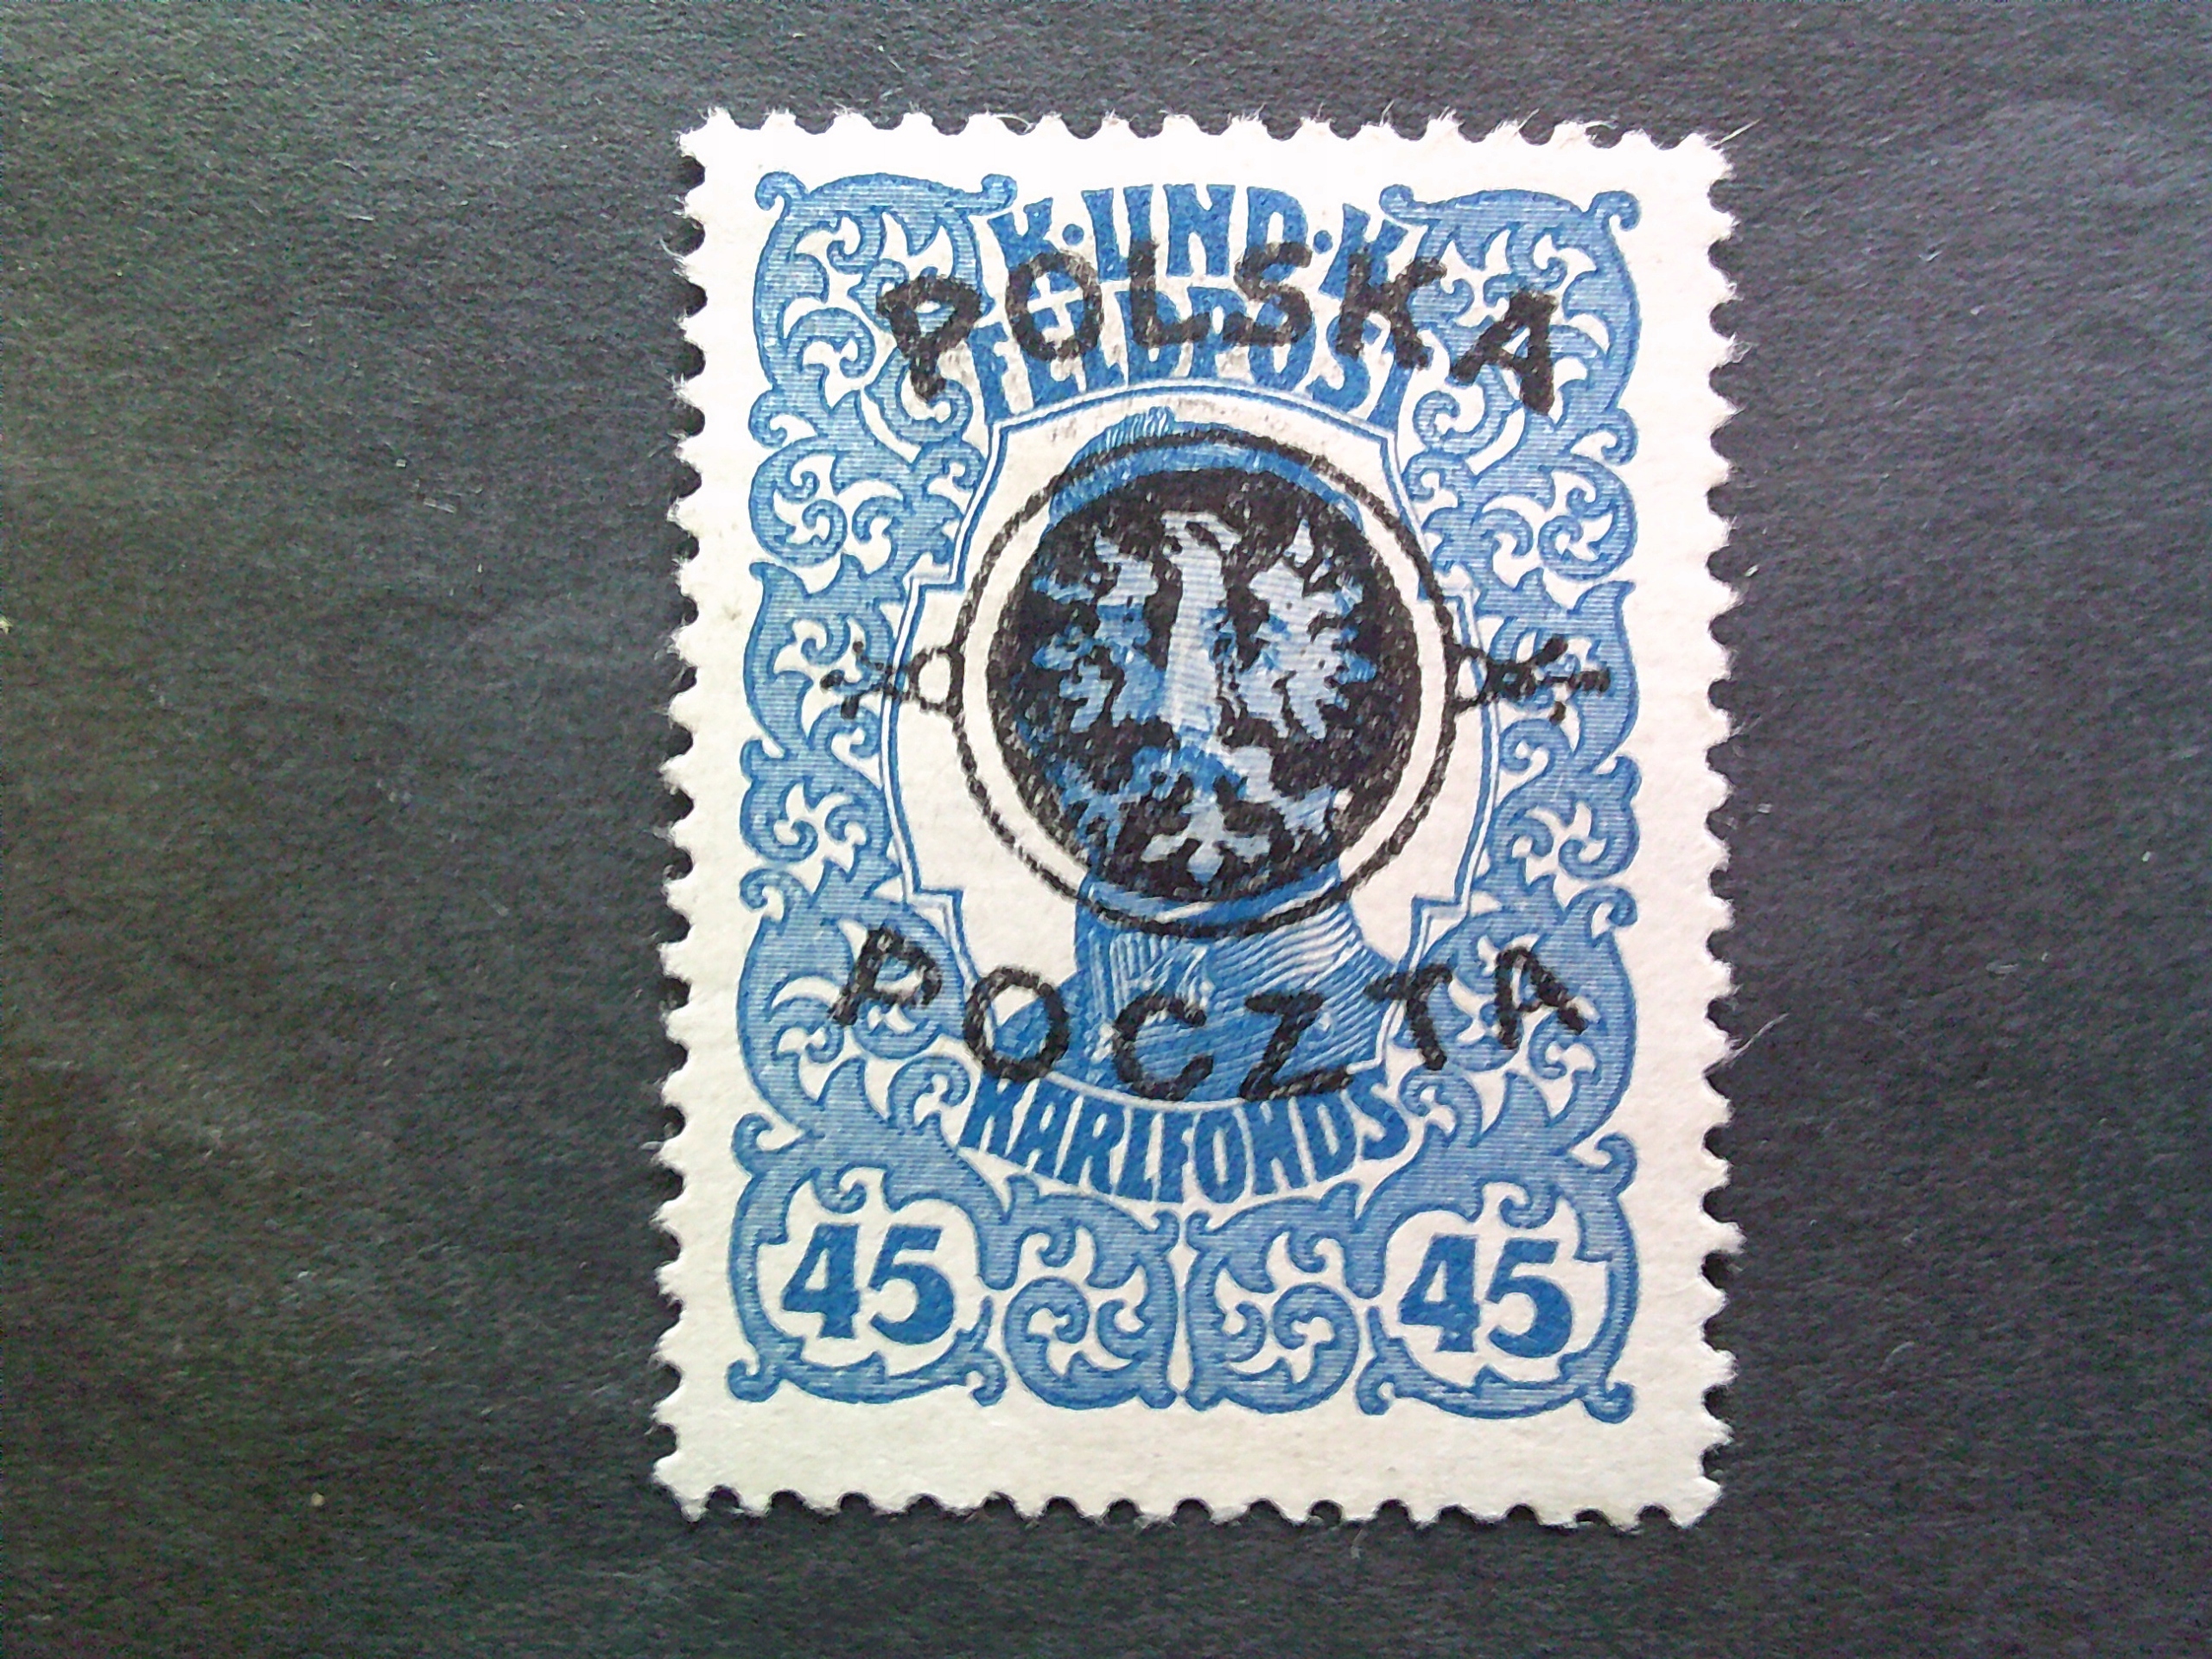 K. UND. K.
FELDPOST
POLSKA
POCZTA
KARLFONDS
45 45